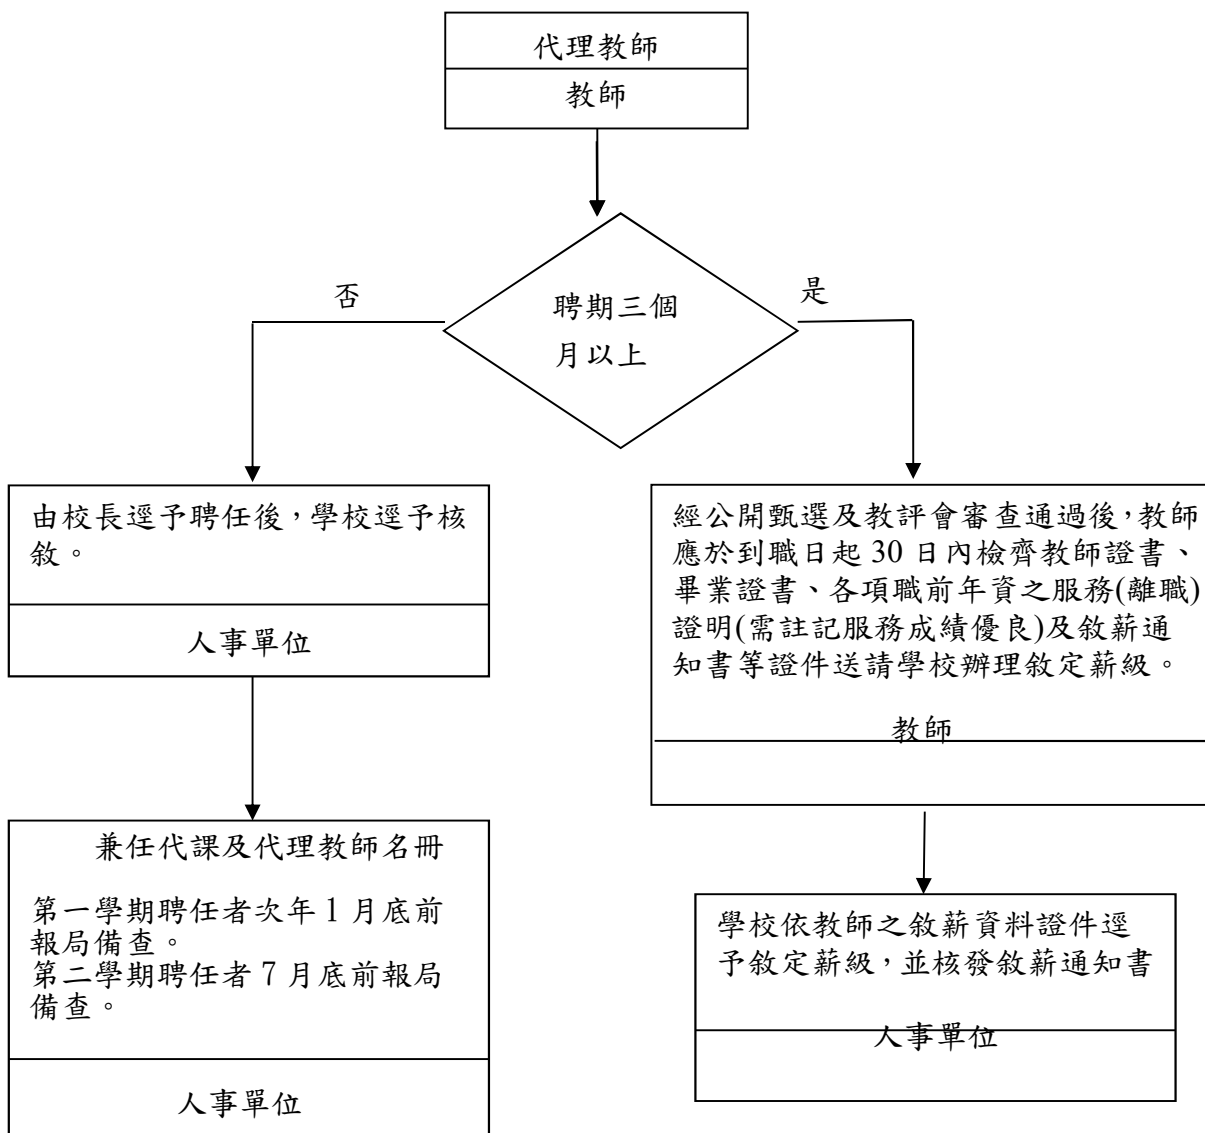 代理教師
教師
否
是
聘期三個
月以上
由校長逕予聘任後，學校逕予核
敘。
人事單位
經公開甄選及教評會審查通過後，教師
應於到職日起 30 日內檢齊教師證書、
畢業證書、各項職前年資之服務(離職)
證明(需註記服務成績優良)及敘薪通
知書等證件送請學校辦理敘定薪級。
教師
兼任代課及代理教師名冊
第一學期聘任者次年 1 月底前
報局備查。
第二學期聘任者 7 月底前報局
備查。
人事單位
學校依教師之敘薪資料證件逕
予敘定薪級，並核發敘薪通知書
人事單位